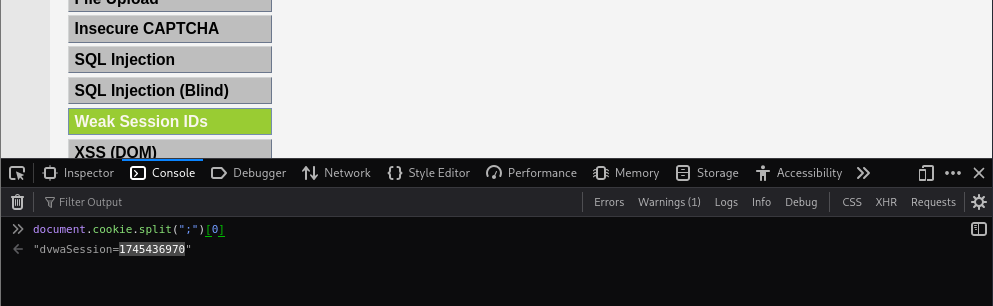 File Upload
Insecure CAPTCHA
SQL Injection
SQL Injection (Blind)
Weak Session IDs
XSS (DOM)
Inspector Console Debugger Network Style Editor Performance Memory Storage Accessibility
Filter Output Errors Warnings (1) Logs Info Debug CSS XHR Requests
document.cookie.split(";")[0]
"dvwaSession=1745436970"